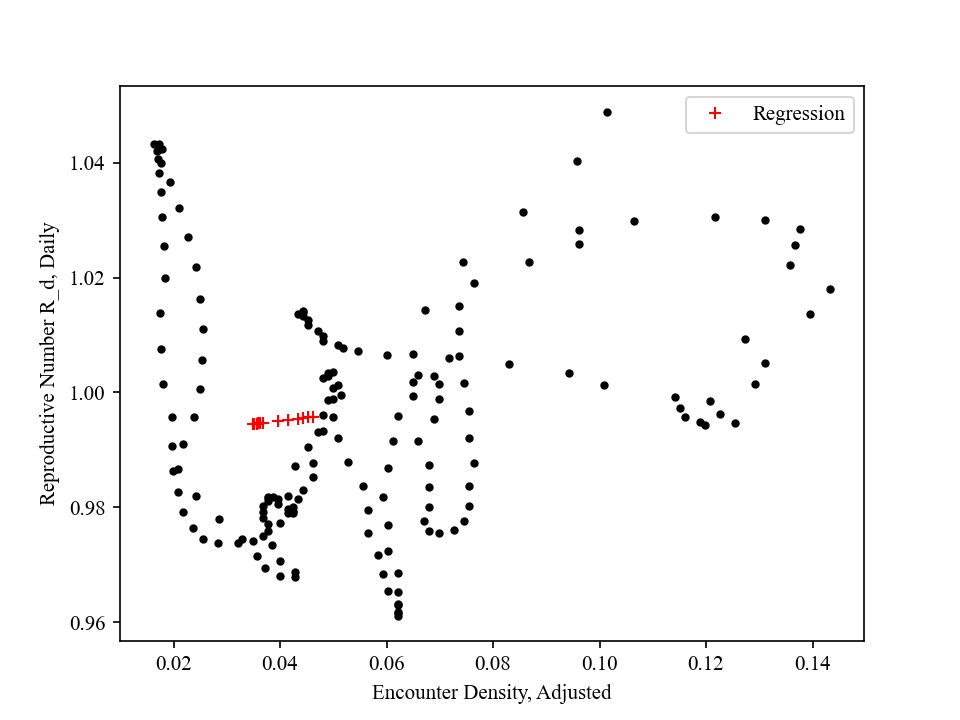 Regression
1.04
1.02
1.00
0.98
0.96
Reproductive Number R_d, Daily
0.02 0.04 0.06 0.08 0.10 0.12 0.14
Encounter Density, Adjusted